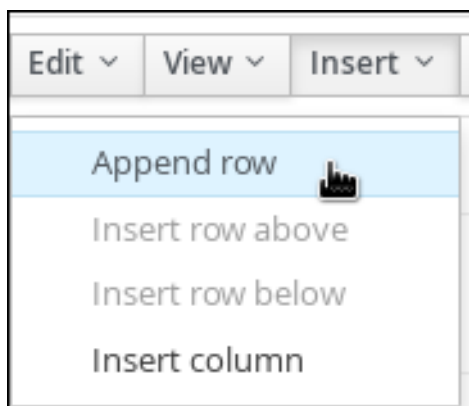 Edit View Insert
Append row
Insert row above
Insert row below
Insert column